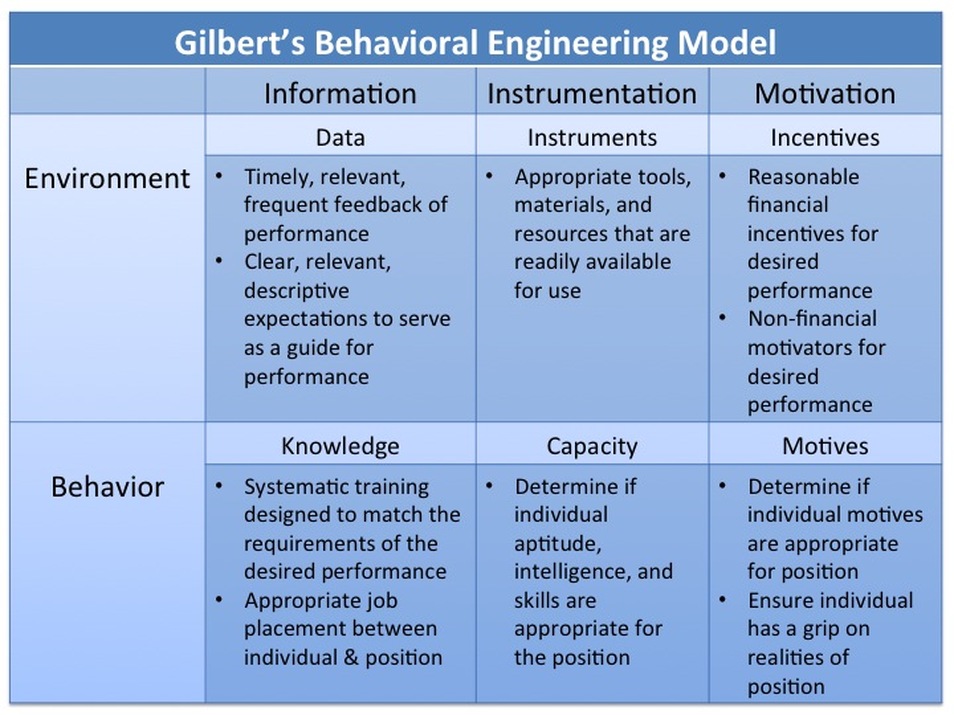 Gilbert’s Behavioral Engineering Model
Information
Instrumentation
Motivation
Environment
Data
• Timely, relevant,
frequent feedback of
performance
• Clear, relevant,
descriptive
expectations to serve
as a guide for
performance
Instruments
• Appropriate tools,
materials, and
resources that are
readily available
for use
Incentives
• Reasonable
financial
incentives for
desired
performance
• Non-financial
motivators for
desired
performance
Behavior
Knowledge
• Systematic training
designed to match the
requirements of the
desired performance
• Appropriate job
placement between
individual & position
Capacity
• Determine if
individual
aptitude,
intelligence, and
skills are
appropriate for
the position
Motives
• Determine if
individual motives
are appropriate
for position
• Ensure individual
has a grip on
realities of
position